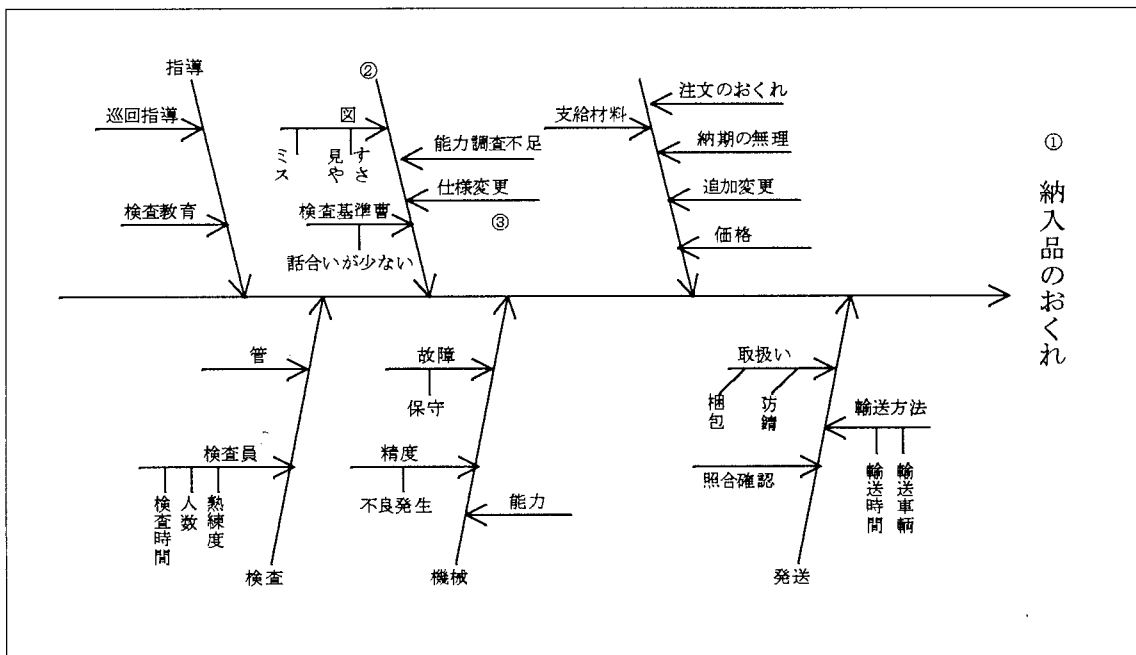 指導
巡回指導
検査教育
②
図
ミス
見や
すさ
能力調査不足
仕様変更
③
検査基準曹
話合いが少ない
支給材料
注文のおくれ
納期の無理
追加変更
価格
① 納入品のおくれ
管
検査員
検査時間
人数
熟練度
検査
故障
保守
精度
不良発生
能力
機械
取扱い
梱包
防錆
輸送方法
輸送時間
輸送車輌
照合確認
発送